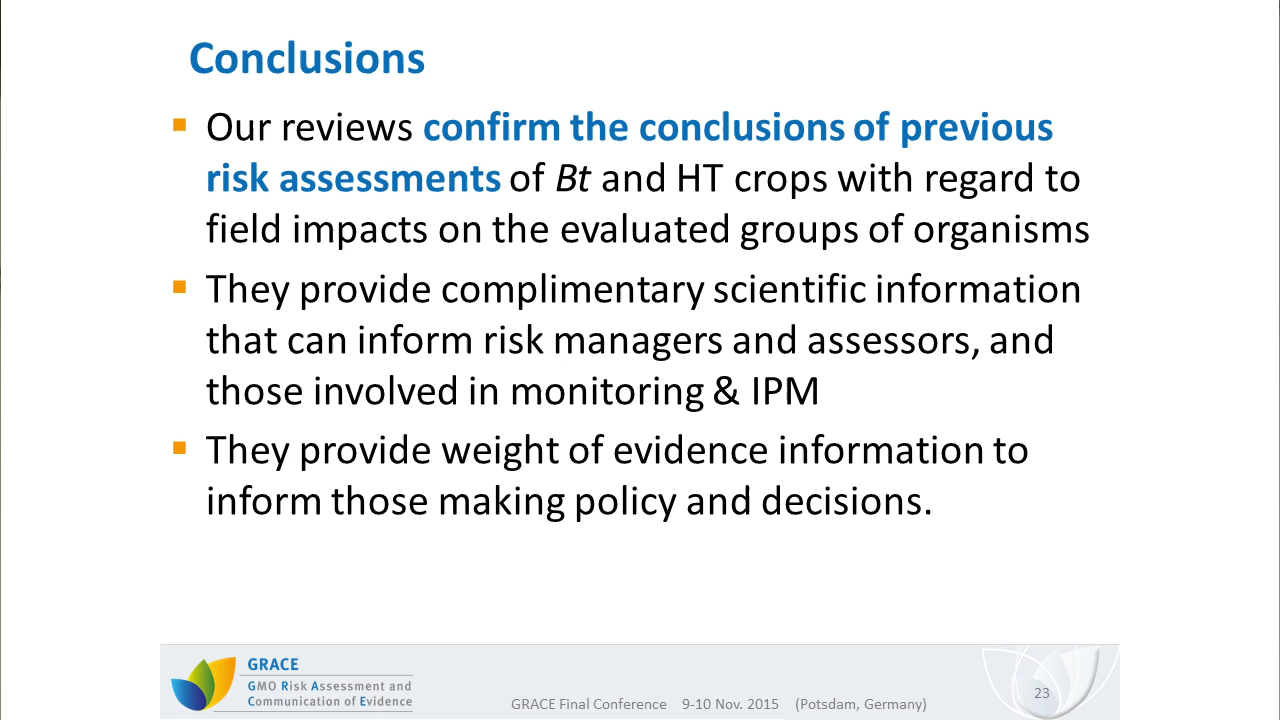 Conclusions
Our reviews confirm the conclusions of previous
risk assessments of Bt and HT crops with regard to
field impacts on the evaluated groups of organisms
They provide complimentary scientific information
that can inform risk managers and assessors, and
those involved in monitoring & IPM
They provide weight of evidence information to
inform those making policy and decisions.
GRACE
GMO Risk Assessment and
Communication of Evidence
GRACE Final Conference 9-10 Nov. 2015 (Potsdam, Germany)
23